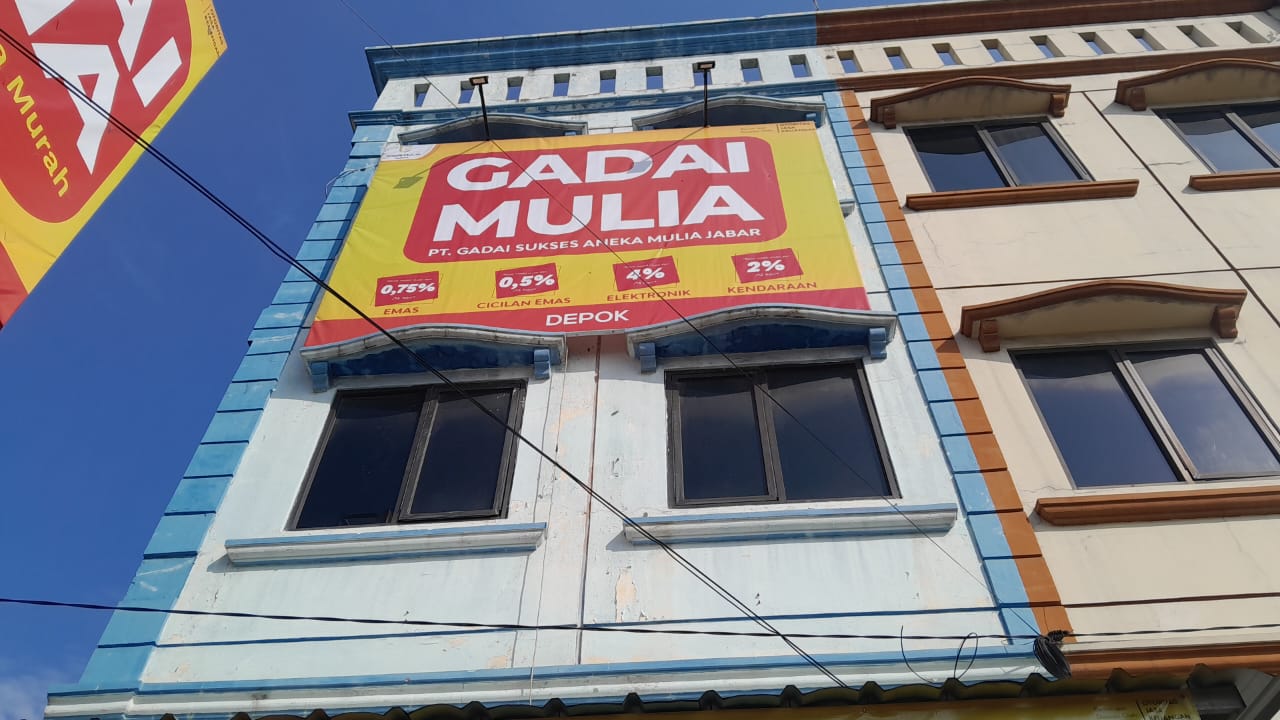 Murah
GADAI
MULIA
PT. GADAI SUKSES ANEKA MULIA JABAR
0,75%
EMAS
0,5%
CICILAN EMAS
4%
ELEKTRONIK
2%
KENDARAAN
DEPOK